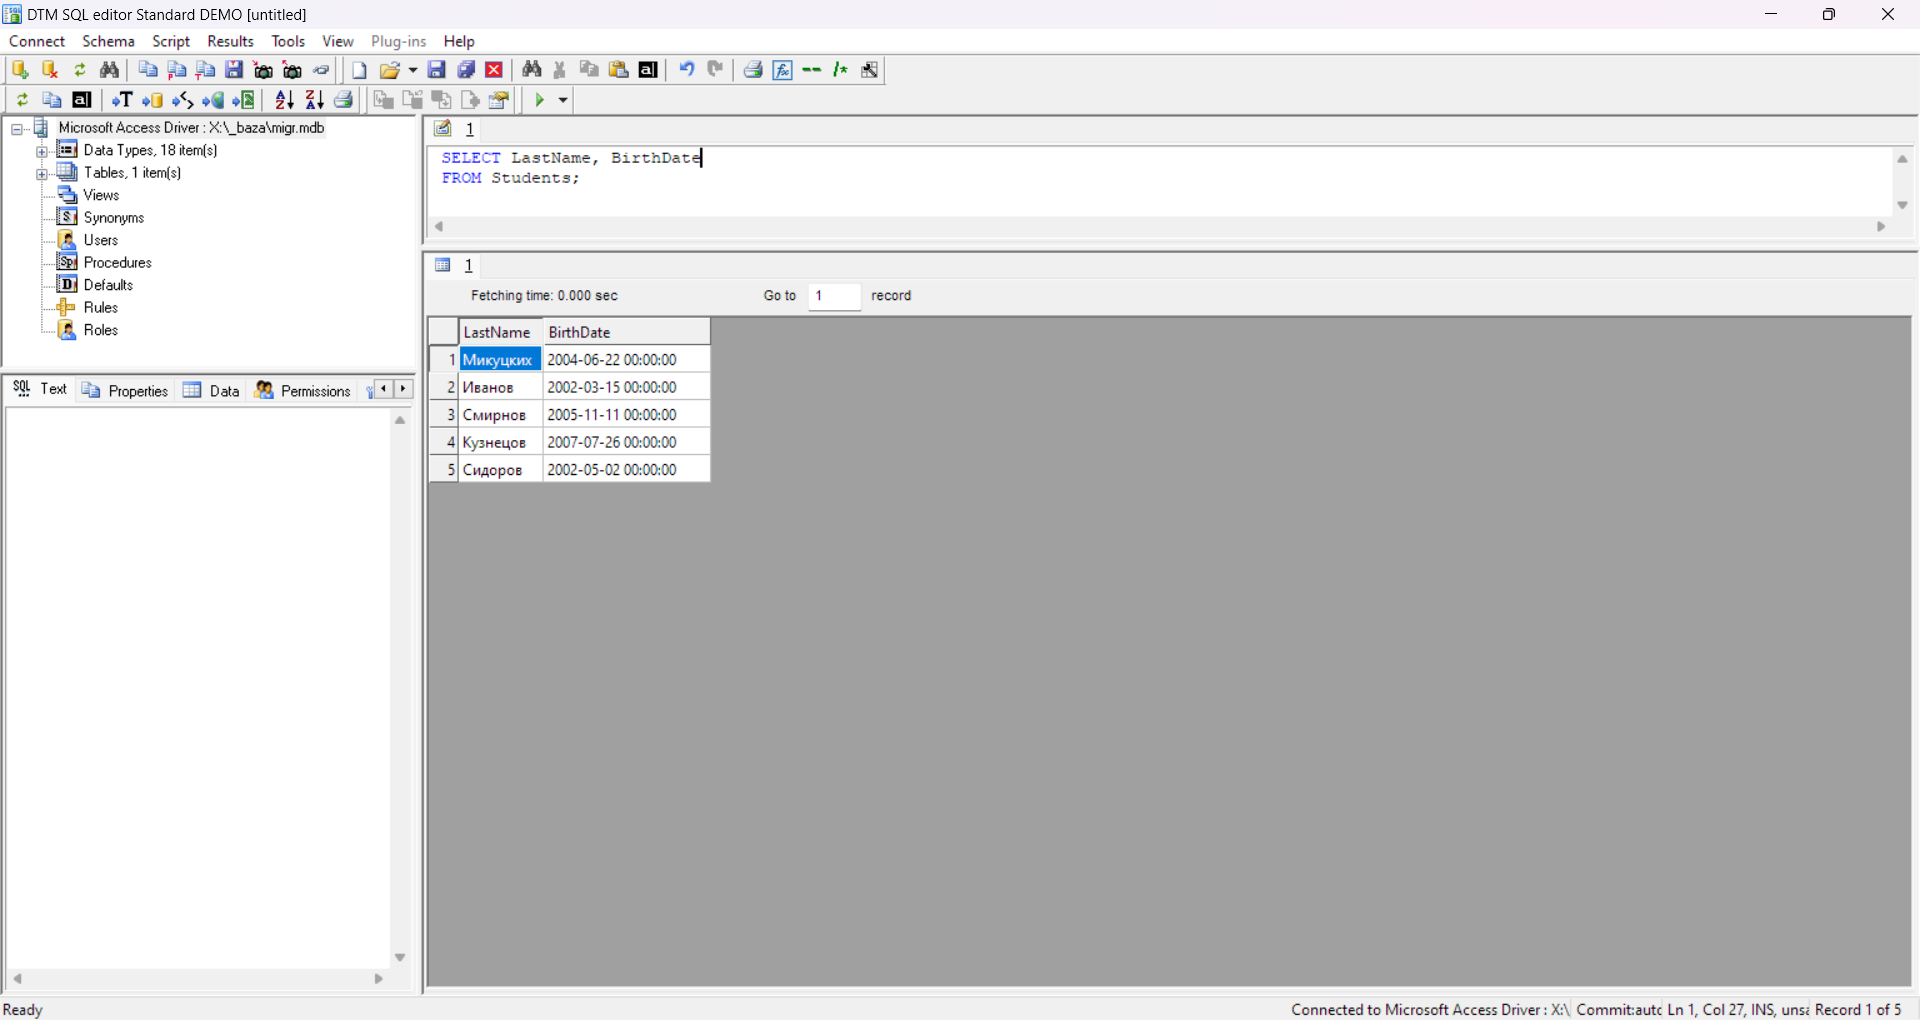 DTM SQL editor Standard DEMO [untitled]
Connect Schema Script Results Tools View Plug-ins Help
Microsoft Access Driver : X:\_baza\migr.mdb
Data Types, 18 item(s)
Tables, 1 item(s)
Views
Synonyms
Users
Procedures
Defaults
Rules
Roles
SQL Text Properties Data Permissions
1
SELECT LastName, BirthDate
FROM Students;
1
Fetching time: 0.000 sec Go to 1 record
LastName BirthDate
1 Микуцких 2004-06-22 00:00:00
2 Иванов 2002-03-15 00:00:00
3 Смирнов 2005-11-11 00:00:00
4 Кузнецов 2007-07-26 00:00:00
5 Сидоров 2002-05-02 00:00:00
Ready Connected to Microsoft Access Driver : X:\ Commit:autc Ln 1, Col 27, INS, unsa Record 1 of 5